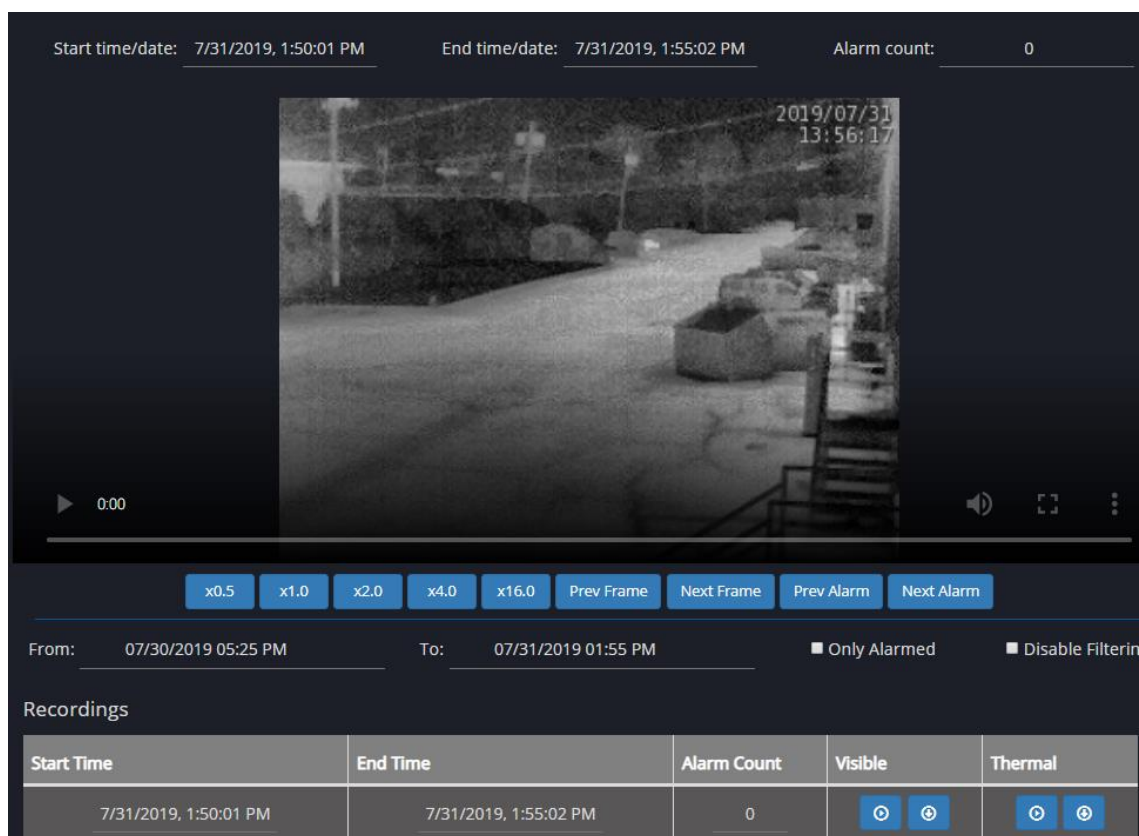 Start time/date: 7/31/2019, 1:50:01 PM End time/date: 7/31/2019, 1:55:02 PM Alarm count: 0
2019/07/31
13:56:17
0:00
x0.5 x1.0 x2.0 x4.0 x16.0 Prev Frame Next Frame Prev Alarm Next Alarm
From: 07/30/2019 05:25 PM To: 07/31/2019 01:55 PM Only Alarmed Disable Filterin
Recordings
Start Time End Time Alarm Count Visible Thermal
7/31/2019, 1:50:01 PM 7/31/2019, 1:55:02 PM 0